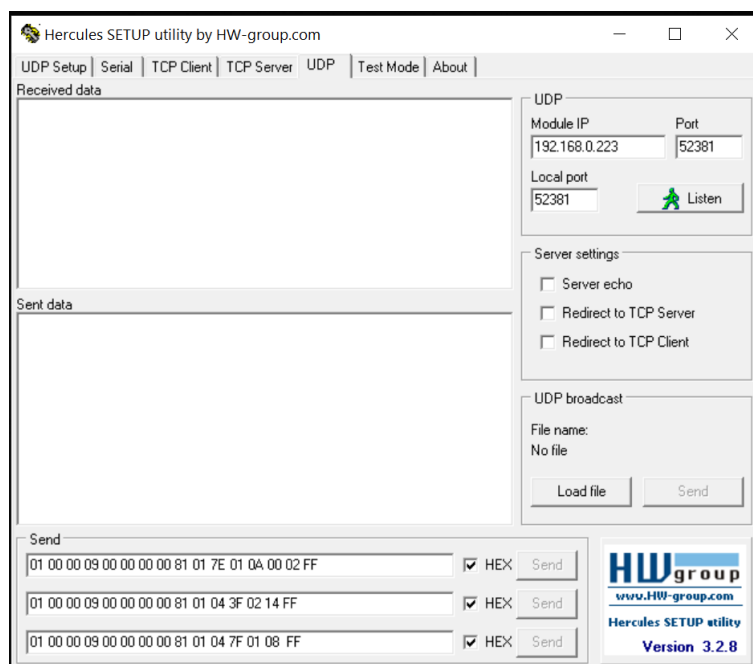 Hercules SETUP utility by HW-group.com
UDP Setup Serial TCP Client TCP Server UDP Test Mode About
Received data
UDP
Module IP Port
192.168.0.223 52381
Local port
52381 Listen
Server settings
Server echo
Redirect to TCP Server
Redirect to TCP Client
Sent data
UDP broadcast
File name:
No file
Load file Send
Send
01 00 00 09 00 00 00 00 81 01 7E 01 0A 00 02 FF HEX Send
01 00 00 09 00 00 00 00 81 01 04 3F 02 14 FF HEX Send
01 00 00 09 00 00 00 00 81 01 04 7F 01 08 FF HEX Send
HWgroup
www.HW-group.com
Hercules SETUP utility
Version 3.2.8